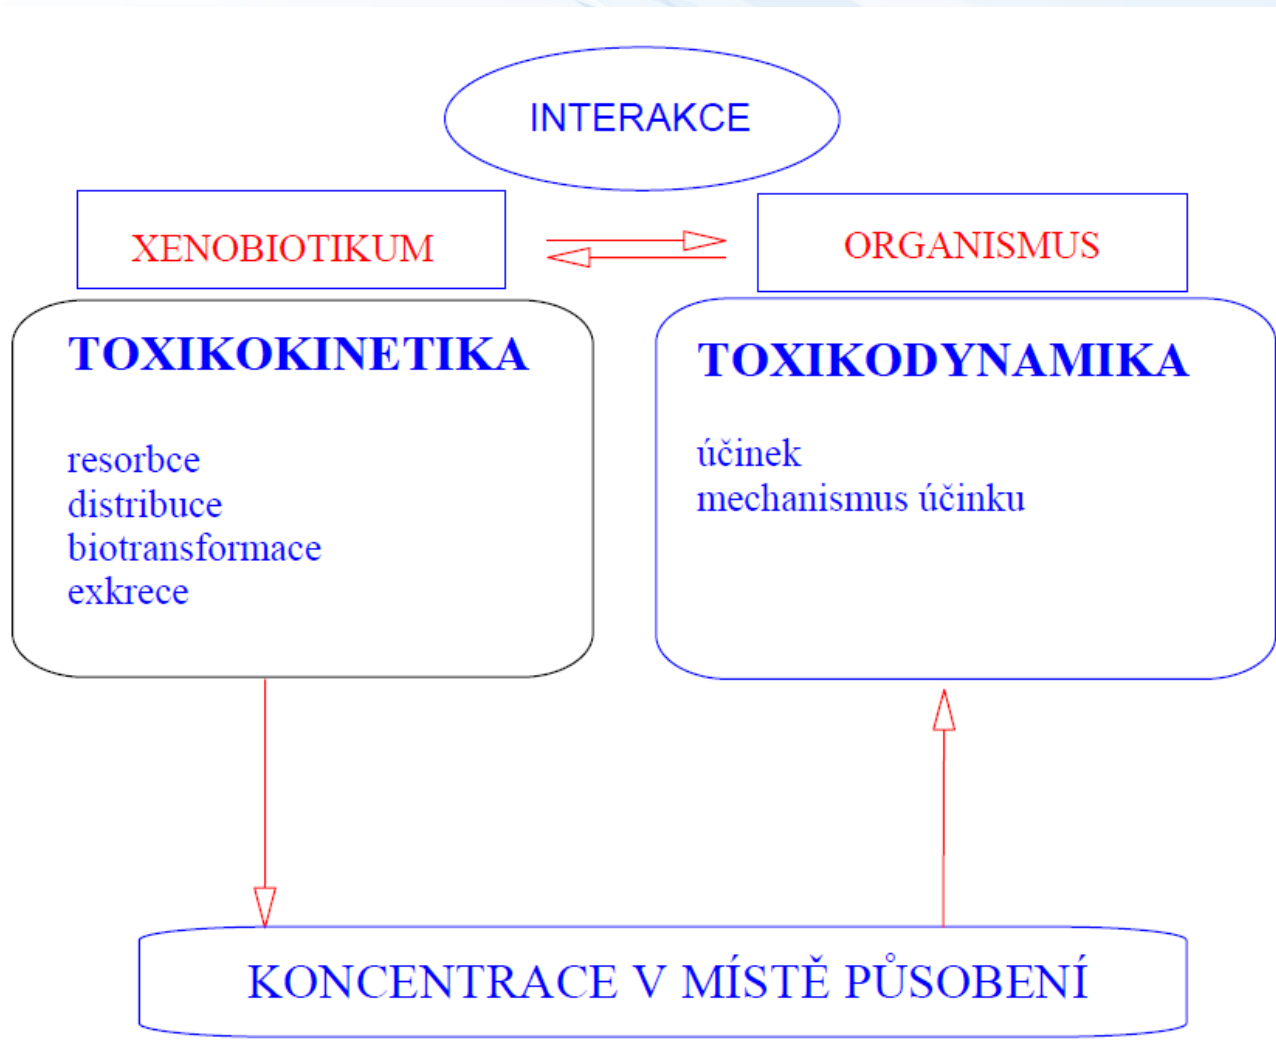 INTERAKCE
XENOBIOTIKUM
ORGANISMUS
TOXIKOKINETIKA
resorbce
distribuce
biotransformace
exkrece
TOXIKODYNAMIKA
účinek
mechanismus účinku
KONCENTRACE V MÍSTĚ PŮSOBENÍ